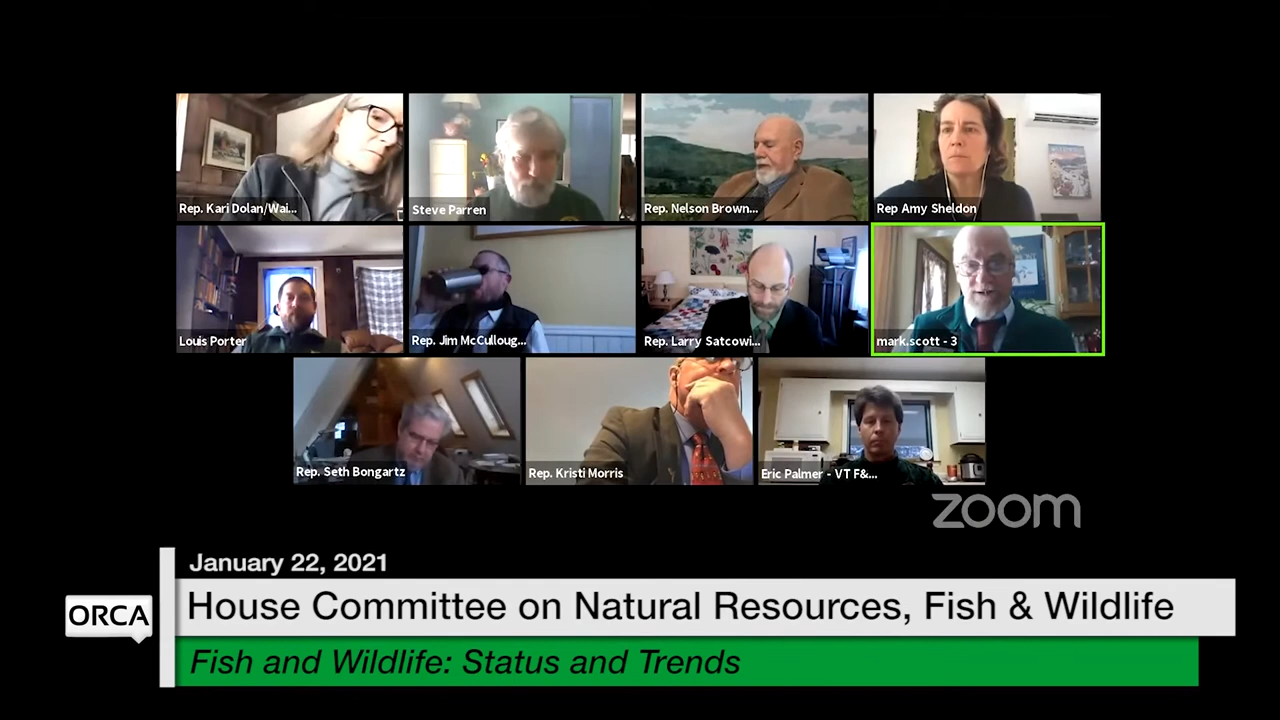 Rep. Kari Dolan/Wai...
Steve Parren
Rep. Nelson Brown...
Rep Amy Sheldon
Louis Porter
Rep. Jim McCulloug...
Rep. Larry Satcowi...
mark.scott - 3
Rep. Seth Bongartz
Rep. Kristi Morris
Eric Palmer - VT F&...
zoom
January 22, 2021
ORCA
House Committee on Natural Resources, Fish & Wildlife
Fish and Wildlife: Status and Trends